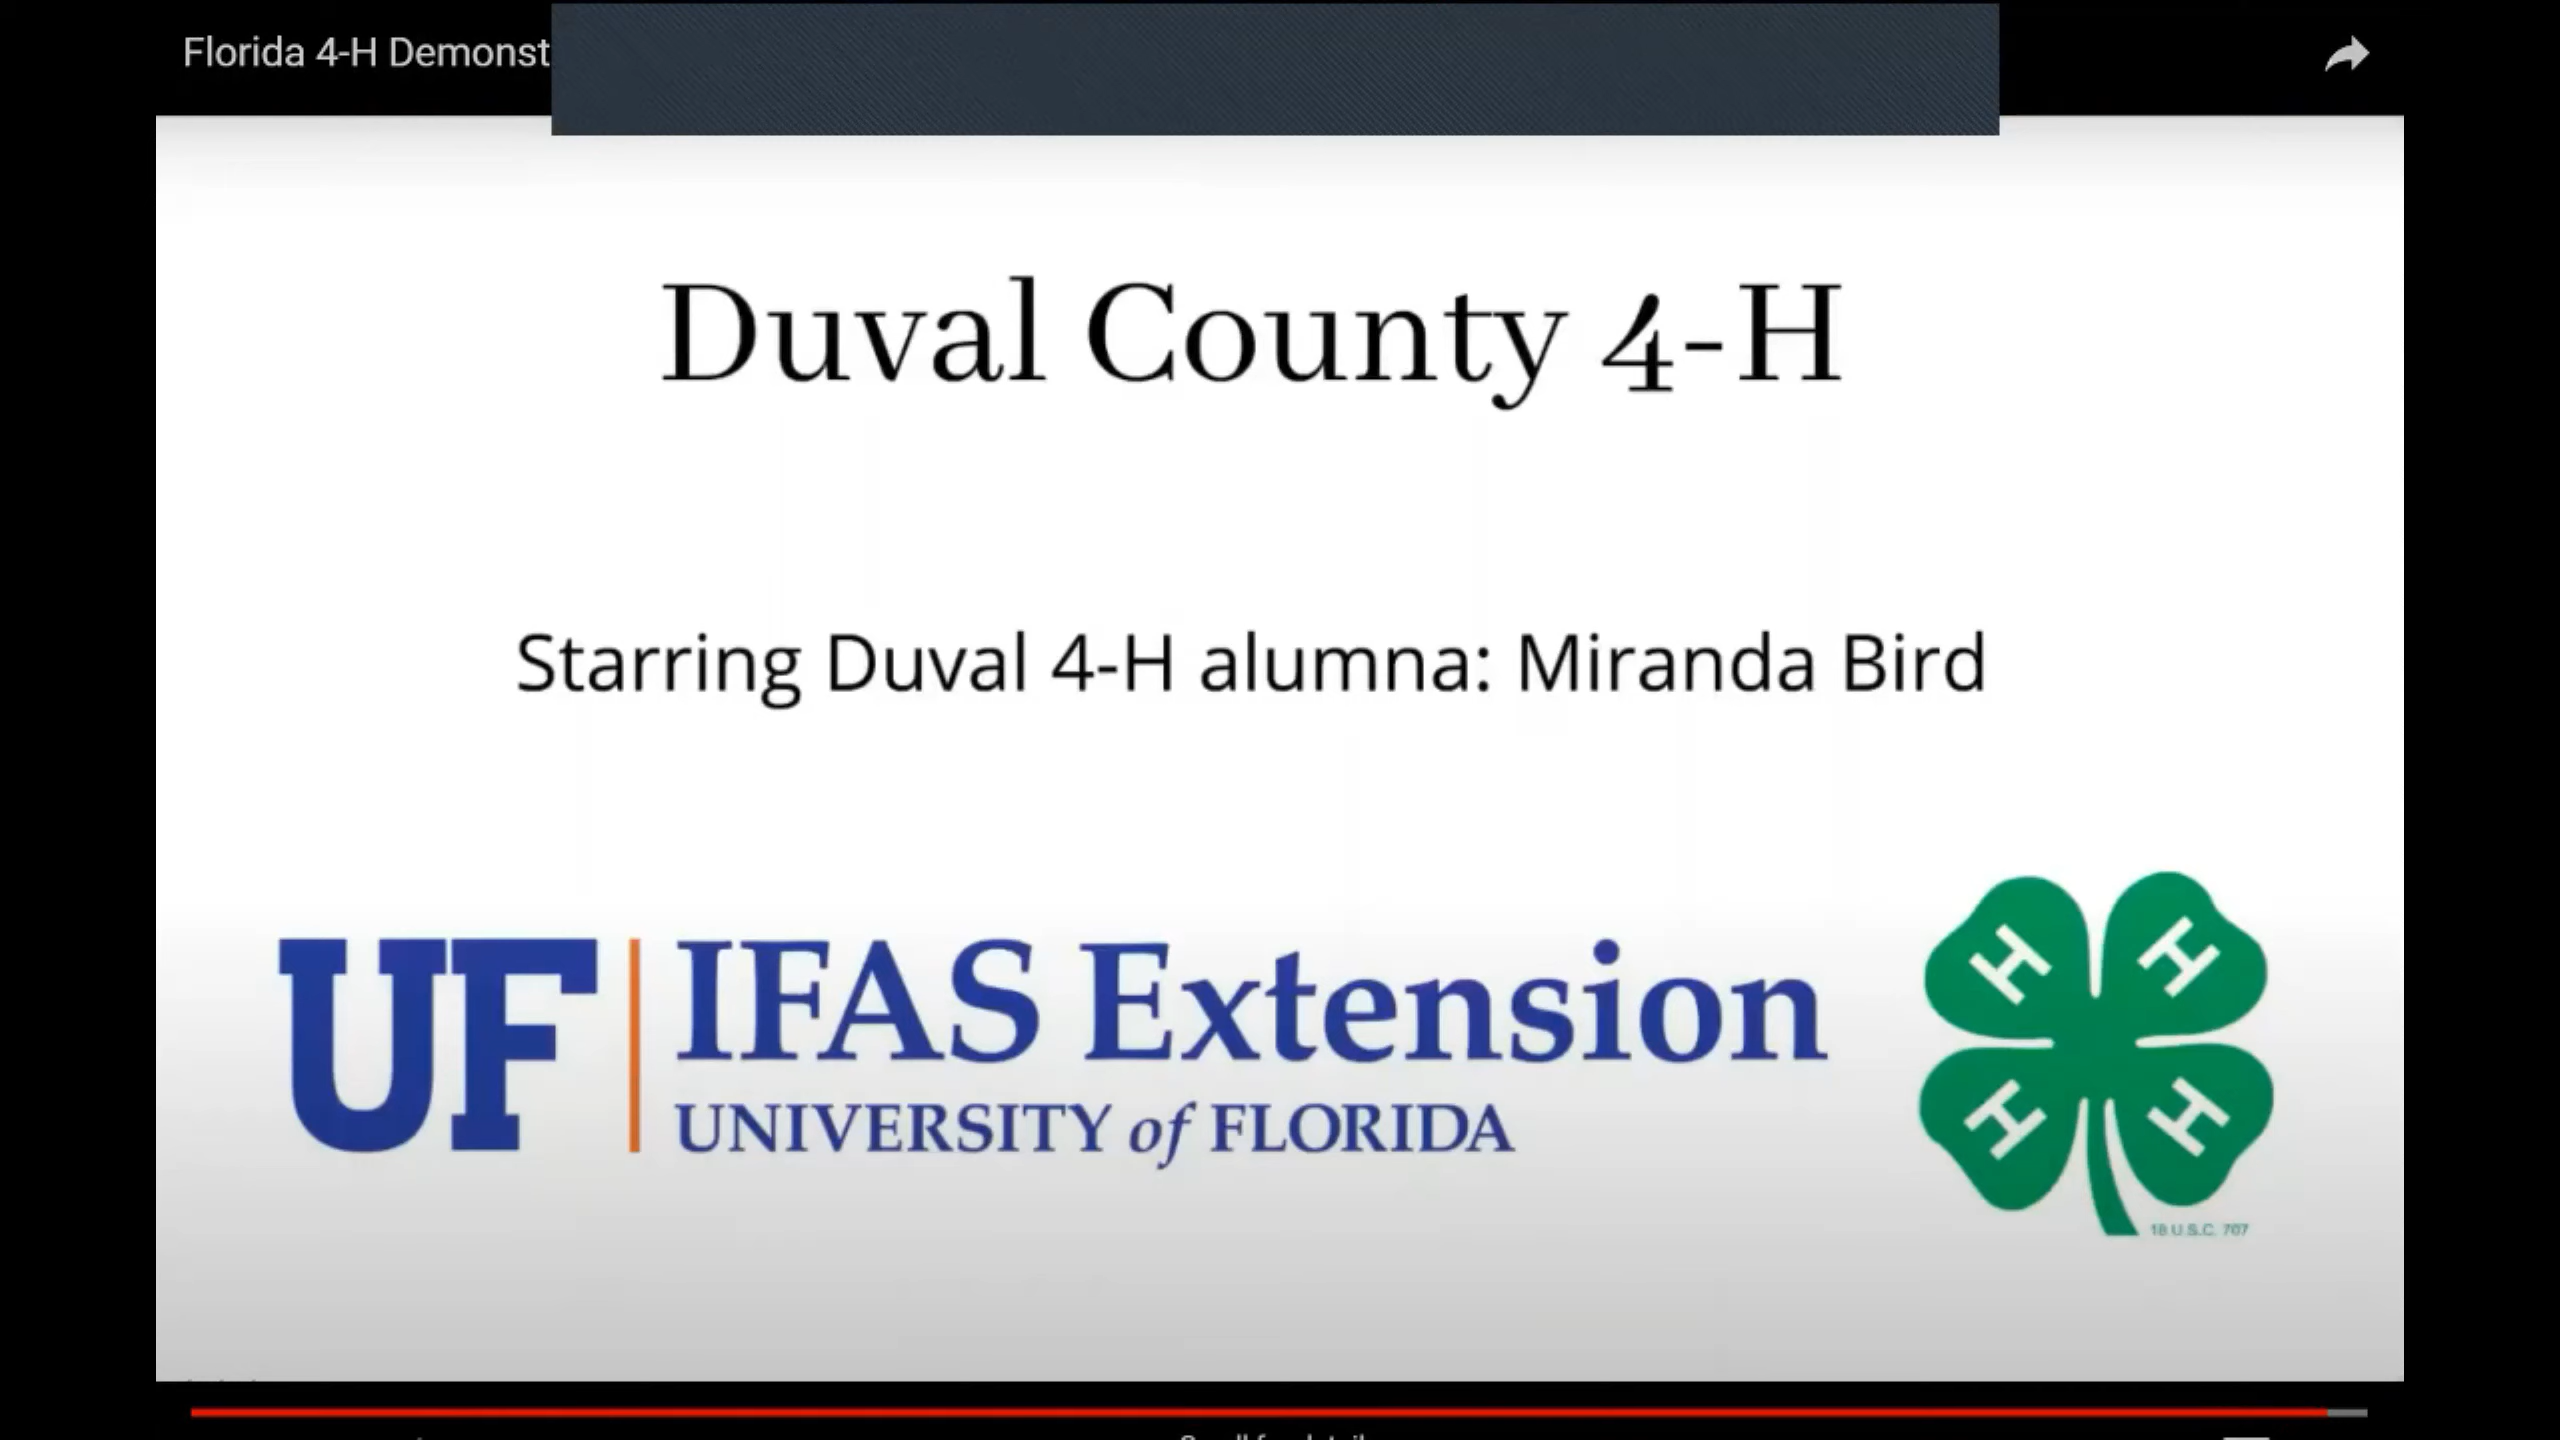 Florida 4-H Demonst
Duval County 4-H
Starring Duval 4-H alumna: Miranda Bird
UF
IFAS Extension
UNIVERSITY of FLORIDA
H H
H H
18 U.S.C. 707